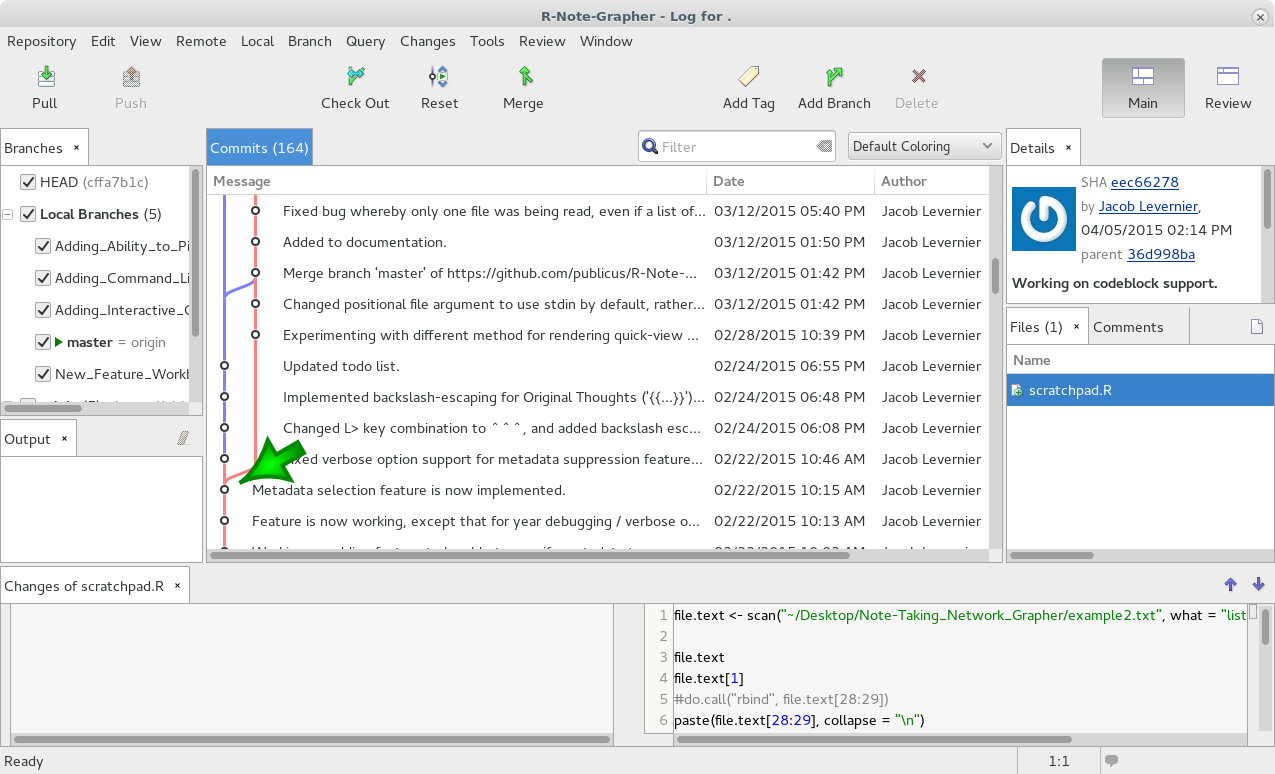 R-Note-Grapher - Log for .
Repository Edit View Remote Local Branch Query Changes Tools Review Window
Pull Push Check Out Reset Merge Add Tag Add Branch Delete Main Review
Branches
HEAD (cffa7b1c)
Local Branches (5)
Adding_Ability_to_Pi
Adding_Command_Li
Adding_Interactive_
master = origin
New_Feature_Work
Output
Commits (164) Filter Default Coloring
Message Date Author
Fixed bug whereby only one file was being read, even if a list of... 03/12/2015 05:40 PM Jacob Levernier
Added to documentation. 03/12/2015 01:50 PM Jacob Levernier
Merge branch 'master' of https://github.com/publicus/R-Note-... 03/12/2015 01:42 PM Jacob Levernier
Changed positional file argument to use stdin by default, rather... 03/12/2015 01:42 PM Jacob Levernier
Experimenting with different method for rendering quick-view ... 02/28/2015 10:39 PM Jacob Levernier
Updated todo list. 02/24/2015 06:55 PM Jacob Levernier
Implemented backslash-escaping for Original Thoughts ('{{...}}')... 02/24/2015 06:48 PM Jacob Levernier
Changed L> key combination to ^^^, and added backslash esc... 02/24/2015 06:08 PM Jacob Levernier
ixed verbose option support for metadata suppression feature... 02/22/2015 10:46 AM Jacob Levernier
Metadata selection feature is now implemented. 02/22/2015 10:15 AM Jacob Levernier
Feature is now working, except that for year debugging / verbose o... 02/22/2015 10:13 AM Jacob Levernier
Details
SHA eec66278
by Jacob Levernier,
04/05/2015 02:14 PM
parent 36d998ba
Working on codeblock support.
Files (1) Comments
Name
scratchpad.R
Changes of scratchpad.R
1 file.text <- scan("~/Desktop/Note-Taking_Network_Grapher/example2.txt", what = "list
2
3 file.text
4 file.text[1]
5 #do.call("rbind", file.text[28:29])
6 paste(file.text[28:29], collapse = "\n")
Ready 1:1